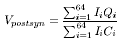 V_{postsyn} = \frac{\sum_{i=1}^{64} I_i Q_i}{\sum_{i=1}^{64} I_i C_i}